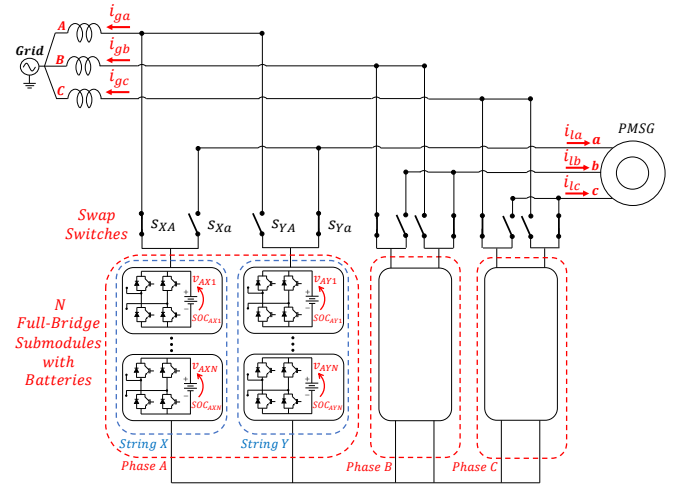 A
i_ga
Grid
B
i_gb
C
i_gc
PMSG
i_la a
i_lb b
i_lc c
Swap
Switches
S_XA
S_Xa
S_YA
S_Ya
N
Full-Bridge
Submodules
with
Batteries
v_AX1
SOC_AX1
v_AY1
SOC_AY1
v_AXN
SOC_AXN
v_AYN
SOC_AYN
String X
String Y
Phase A
Phase B
Phase C